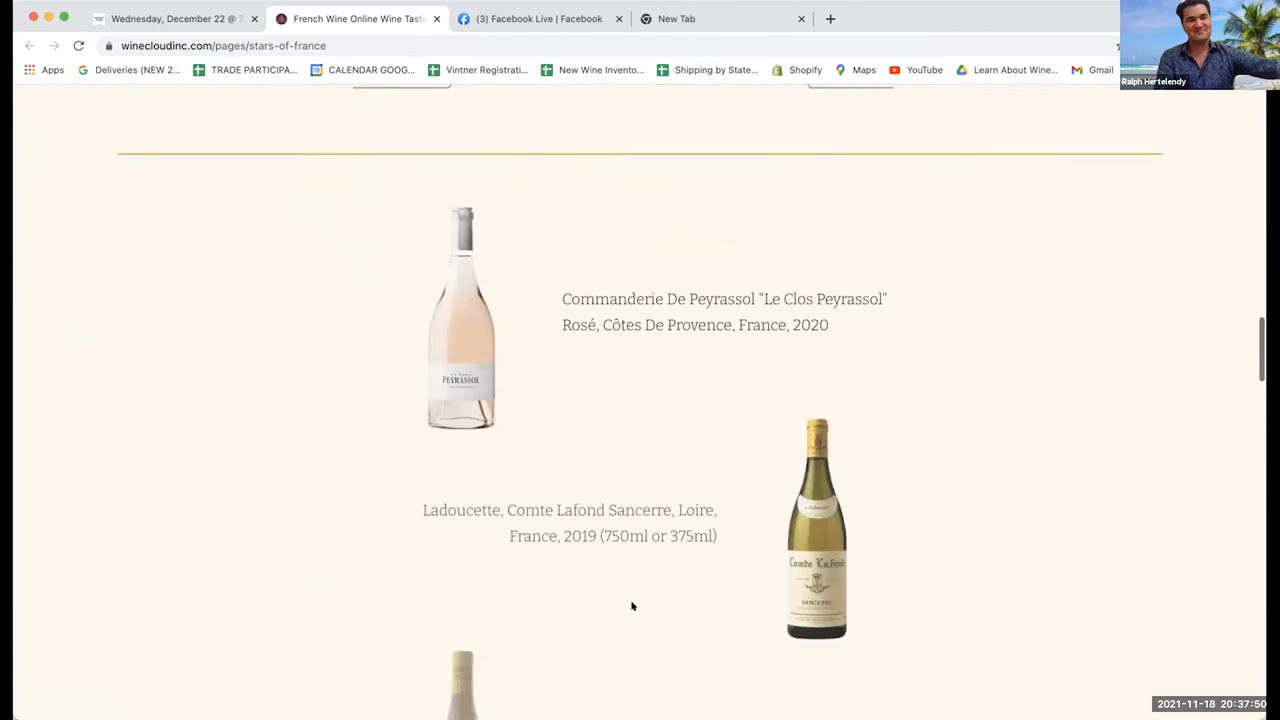 Wednesday, December 22 @ 7
French Wine Online Wine Tasti
(3) Facebook Live | Facebook
New Tab
winecloudinc.com/pages/stars-of-france
Apps
Deliveries (NEW 2...
TRADE PARTICIPA...
CALENDAR GOOG...
Vintner Registrati...
New Wine Invento...
Shipping by State...
Shopify
Maps
YouTube
Learn About Wine...
Gmail
Ralph Hertelendy
Commanderie De Peyrassol "Le Clos Peyrassol"
Rosé, Côtes De Provence, France, 2020
LE CLOS
PEYRASSOL
Ladoucette, Comte Lafond Sancerre, Loire,
France, 2019 (750ml or 375ml)
Comte Lafond
SANCERRE
2021-11-18 20:37:50